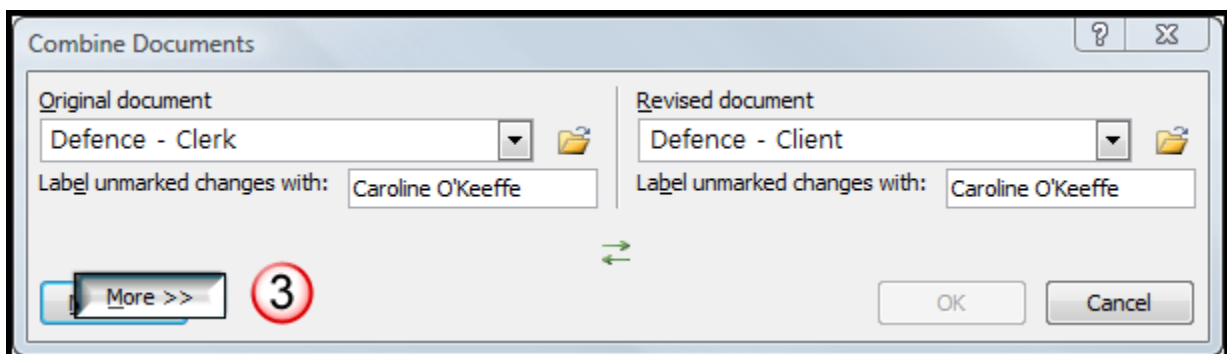 Combine Documents
Original document
Defence - Clerk
Label unmarked changes with: Caroline O'Keeffe
Revised document
Defence - Client
Label unmarked changes with: Caroline O'Keeffe
More >>
3
OK
Cancel